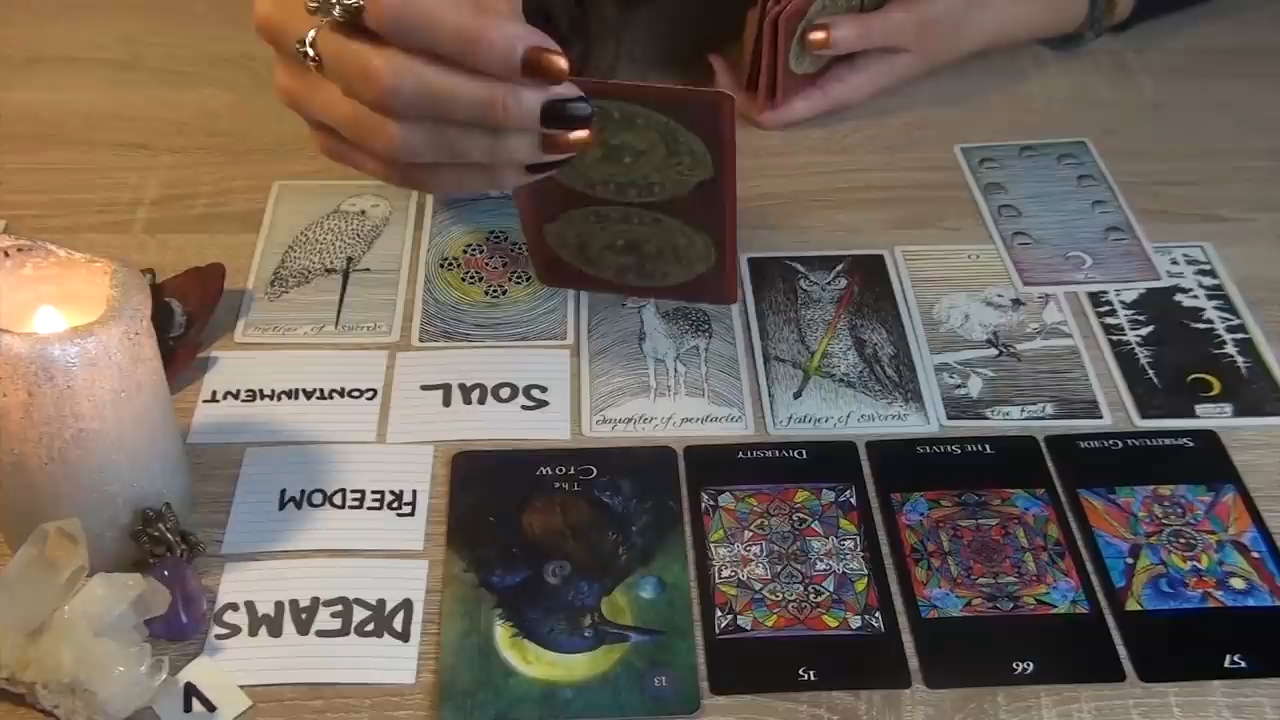 mother of swords
daughter of pentacles
father of swords
the fool
2
CONTAINMENT
SOUL
FREEDOM
DREAMS
V
The
Crow
13
DIVERSITY
15
THE SELVES
66
SPIRITUAL GUIDE
57